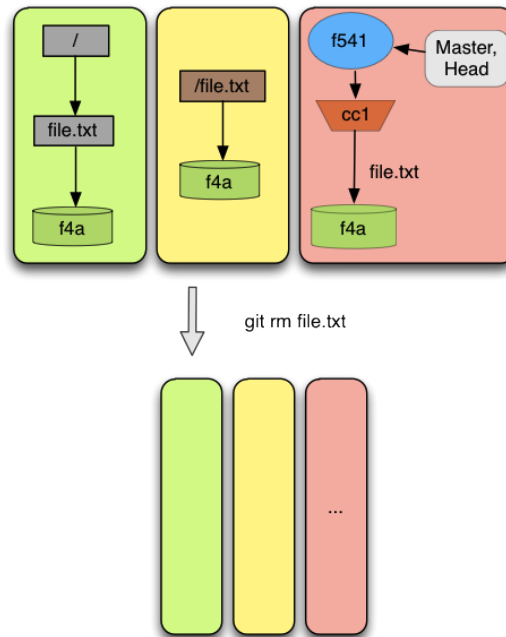 /
file.txt
f4a
/file.txt
f4a
f541
Master,
Head
cc1
file.txt
f4a
git rm file.txt
...